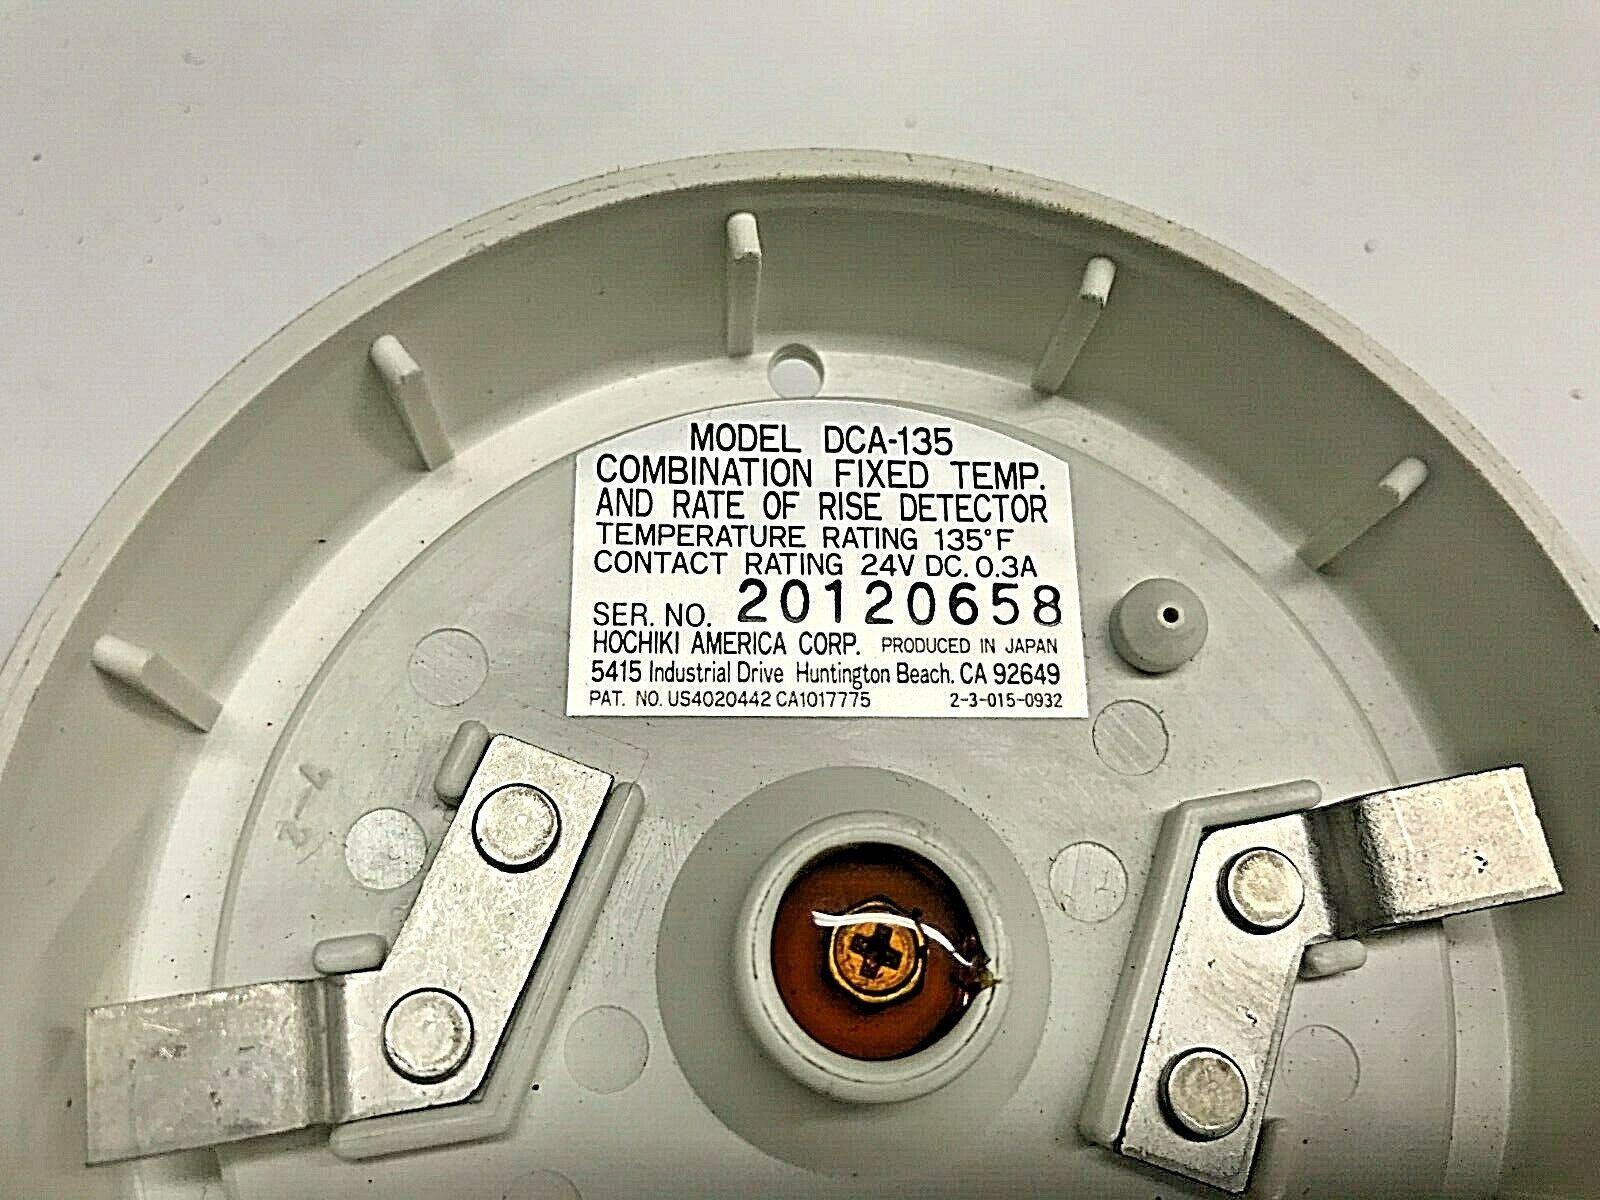 MODEL DCA-135
COMBINATION FIXED TEMP.
AND RATE OF RISE DETECTOR
TEMPERATURE RATING 135°F
CONTACT RATING 24V DC. 0.3A
SER. NO. 20120658
HOCHIKI AMERICA CORP. PRODUCED IN JAPAN
5415 Industrial Drive Huntington Beach, CA 92649
PAT. NO. US4020442 CA1017775 2-3-015-0932